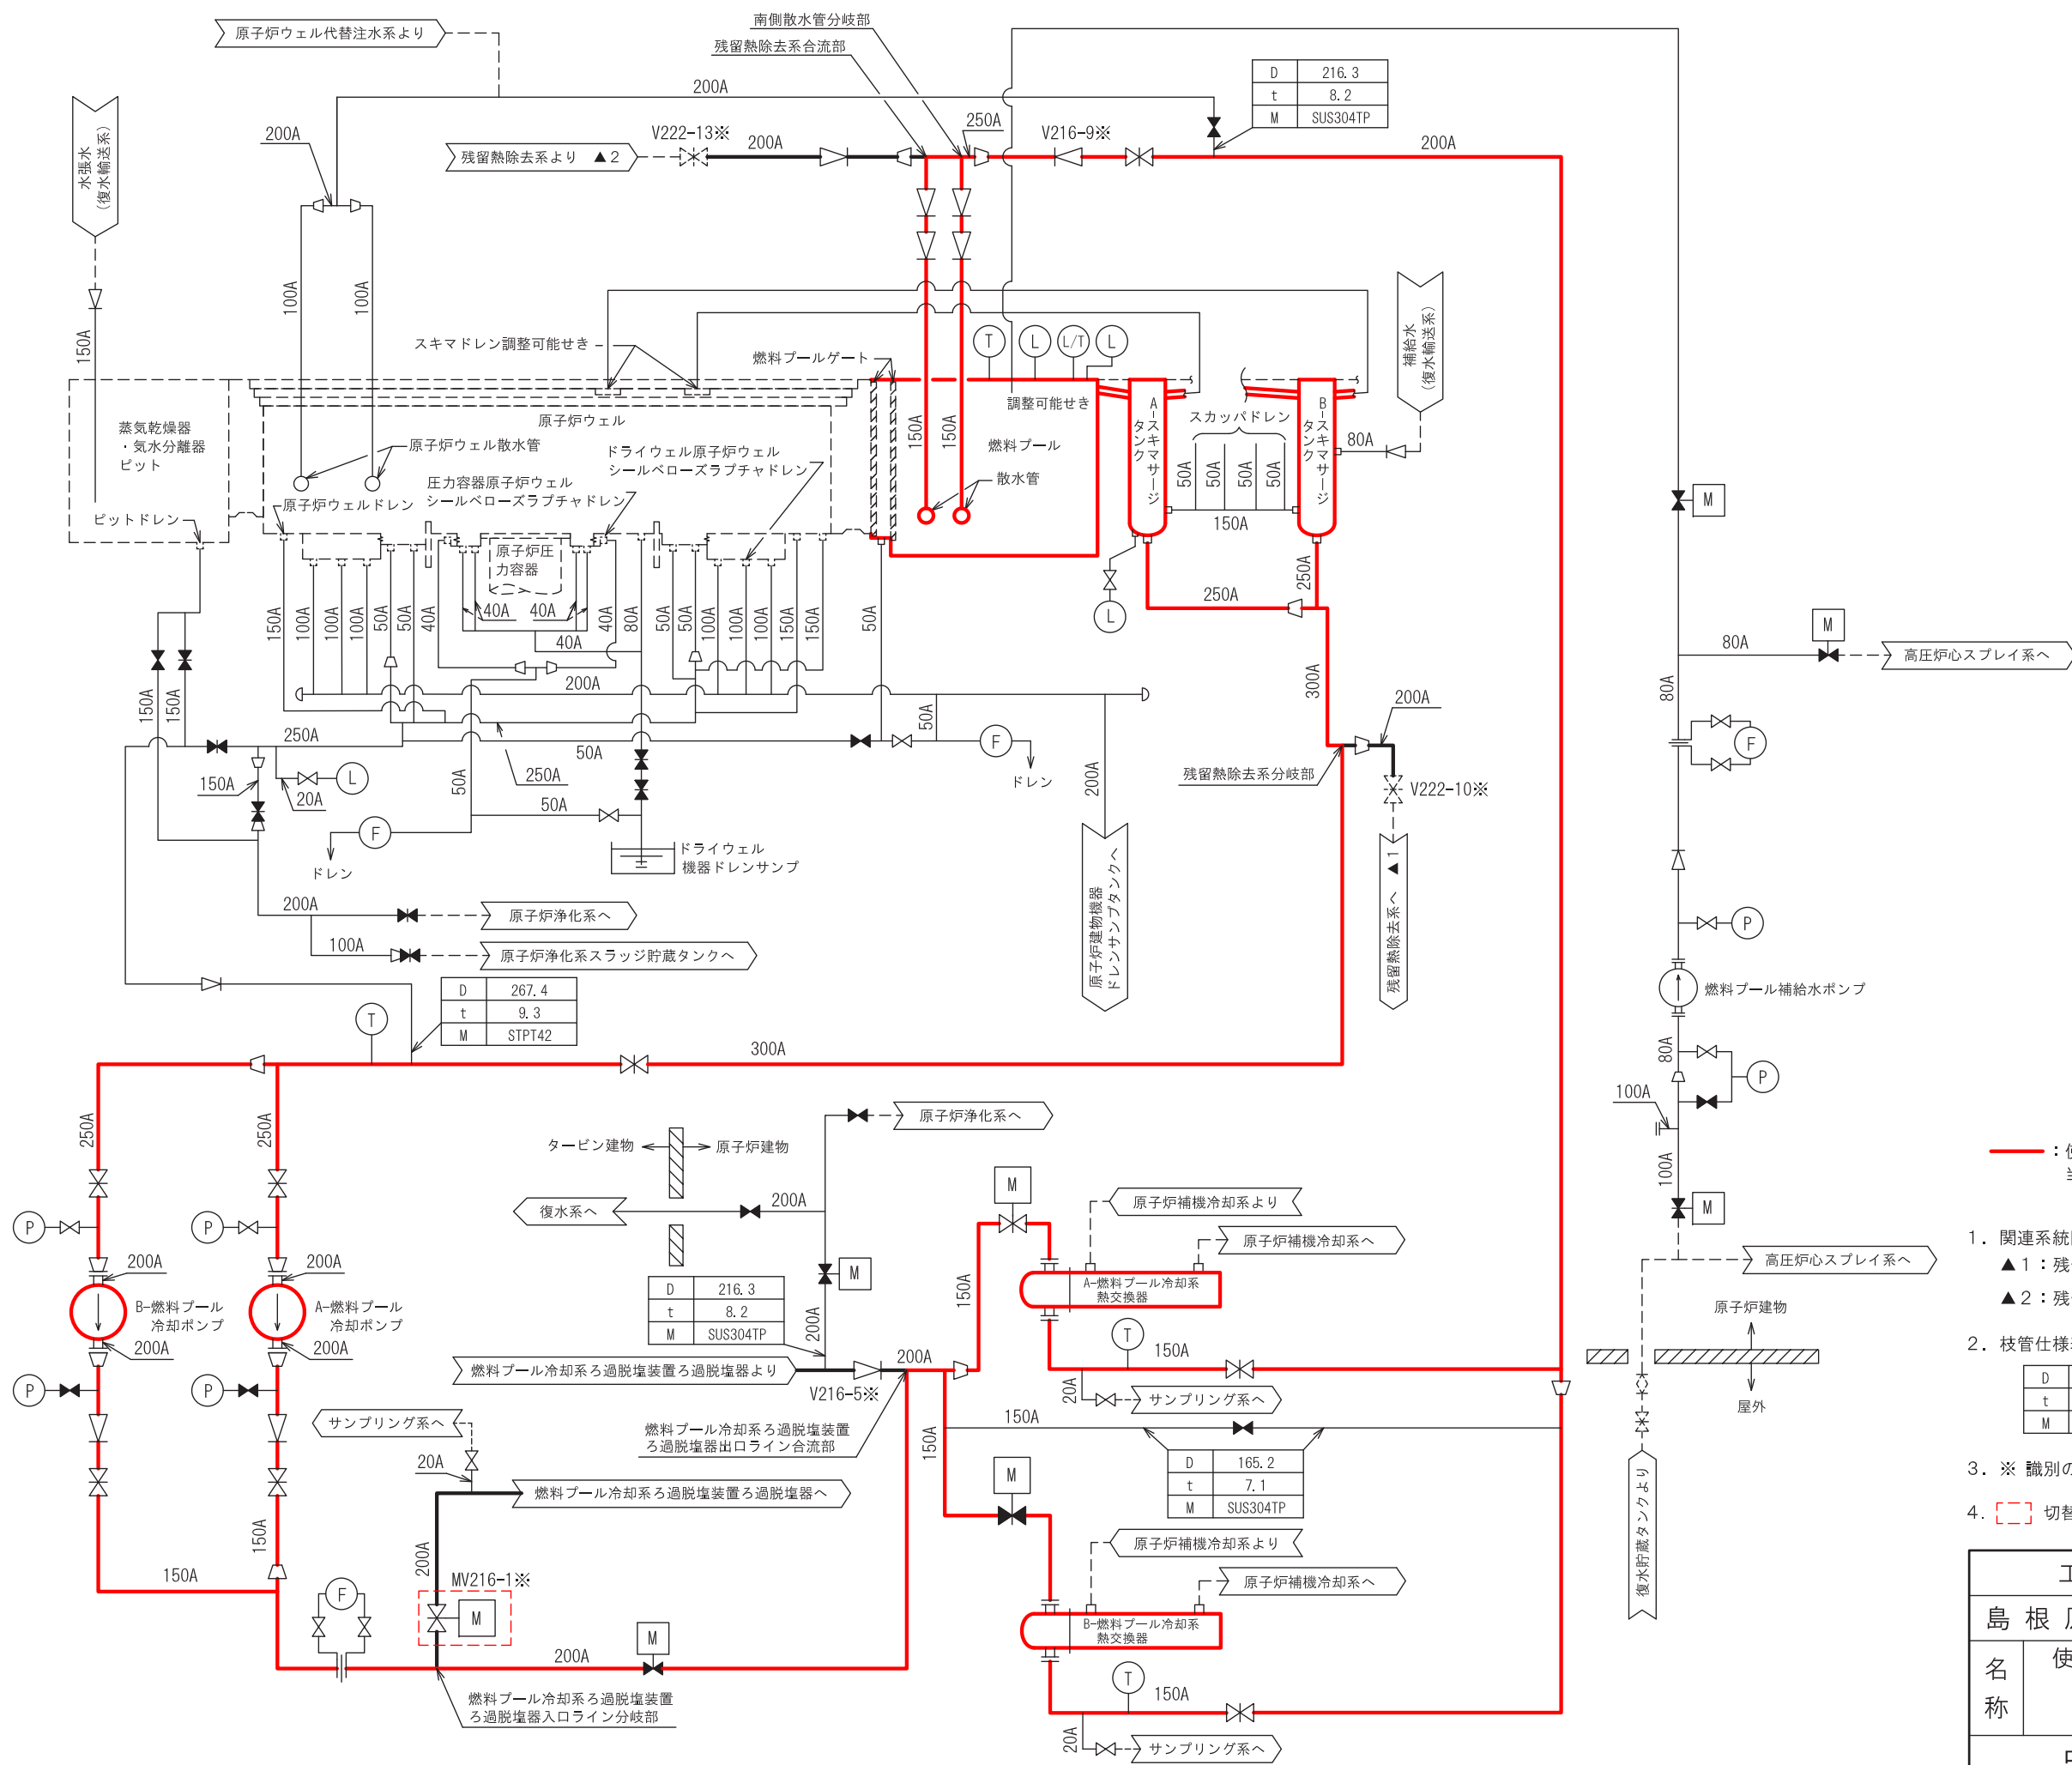 南側散水管分岐部
残留熱除去系合流部
原子炉ウェル代替注水系より
200A
D 216.3
t 8.2
M SUS304TP
水張水
(復水輸送系)
200A
残留熱除去系より ▲2
V222-13※
200A
250A
V216-9※
200A
100A
100A
150A
スキマドレン調整可能せき
燃料プールゲート
T
L
L/T
L
補給水
(復水輸送系)
調整可能せき
蒸気乾燥器
・気水分離器
ピット
原子炉ウェル
原子炉ウェル散水管
ドライウェル原子炉ウェル
シールベローズラプチャドレン
圧力容器原子炉ウェル
シールベローズラプチャドレン
原子炉ウェルドレン
ピットドレン
原子炉圧
力容器
150A
150A
燃料プール
散水管
A-スキマサージ
タンク
スカッパドレン
50A
50A
50A
50A
150A
B-スキマサージ
タンク
80A
M
150A
100A
100A
100A
50A
50A
40A
40A
40A
40A
40A
80A
50A
50A
100A
100A
100A
150A
150A
50A
L
250A
250A
300A
200A
80A
M
高圧炉心スプレイ系へ
80A
150A
150A
250A
150A
20A
L
50A
250A
50A
50A
50A
F
ドレン
F
ドレン
ドライウェル
機器ドレンサンプ
200A
原子炉建物機器
ドレンサンプタンクへ
残留熱除去系分岐部
200A
V222-10※
残留熱除去系へ ▲1
F
P
燃料プール補給水ポンプ
80A
P
100A
100A
M
200A
原子炉浄化系へ
100A
原子炉浄化系スラッジ貯蔵タンクへ
D 267.4
t 9.3
M STPT42
T
300A
250A
250A
P
P
200A
200A
B-燃料プール
冷却ポンプ
A-燃料プール
冷却ポンプ
200A
200A
P
P
150A
150A
タービン建物
原子炉建物
原子炉浄化系へ
復水系へ
200A
M
D 216.3
t 8.2
M SUS304TP
200A
燃料プール冷却系ろ過脱塩装置ろ過脱塩器より
V216-5※
200A
燃料プール冷却系ろ過脱塩装置
ろ過脱塩器出口ライン合流部
サンプリング系へ
20A
燃料プール冷却系ろ過脱塩装置ろ過脱塩器へ
200A
MV216-1※
M
F
200A
M
燃料プール冷却系ろ過脱塩装置
ろ過脱塩器入口ライン分岐部
M
原子炉補機冷却系より
原子炉補機冷却系へ
150A
A-燃料プール冷却系
熱交換器
T
150A
20A
サンプリング系へ
150A
150A
D 165.2
t 7.1
M SUS304TP
M
原子炉補機冷却系より
原子炉補機冷却系へ
B-燃料プール冷却系
熱交換器
T
150A
20A
サンプリング系へ
高圧炉心スプレイ系へ
原子炉建物
屋外
復水貯蔵タンクより
1. 関連系統
▲1：残
▲2：残
2. 枝管仕様
D
t
M
3. ※ 識別の
4. 切替
島 根
名
称
使